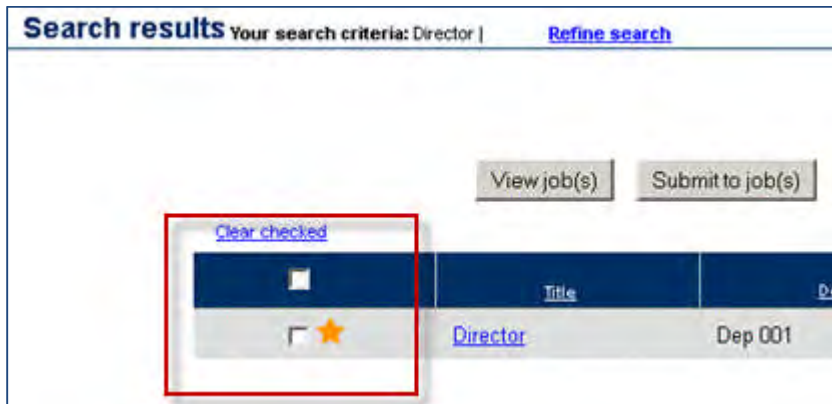 Search results Your search criteria: Director | Refine search
View job(s) Submit to job(s)
Clear checked
Title
Director Dep 001